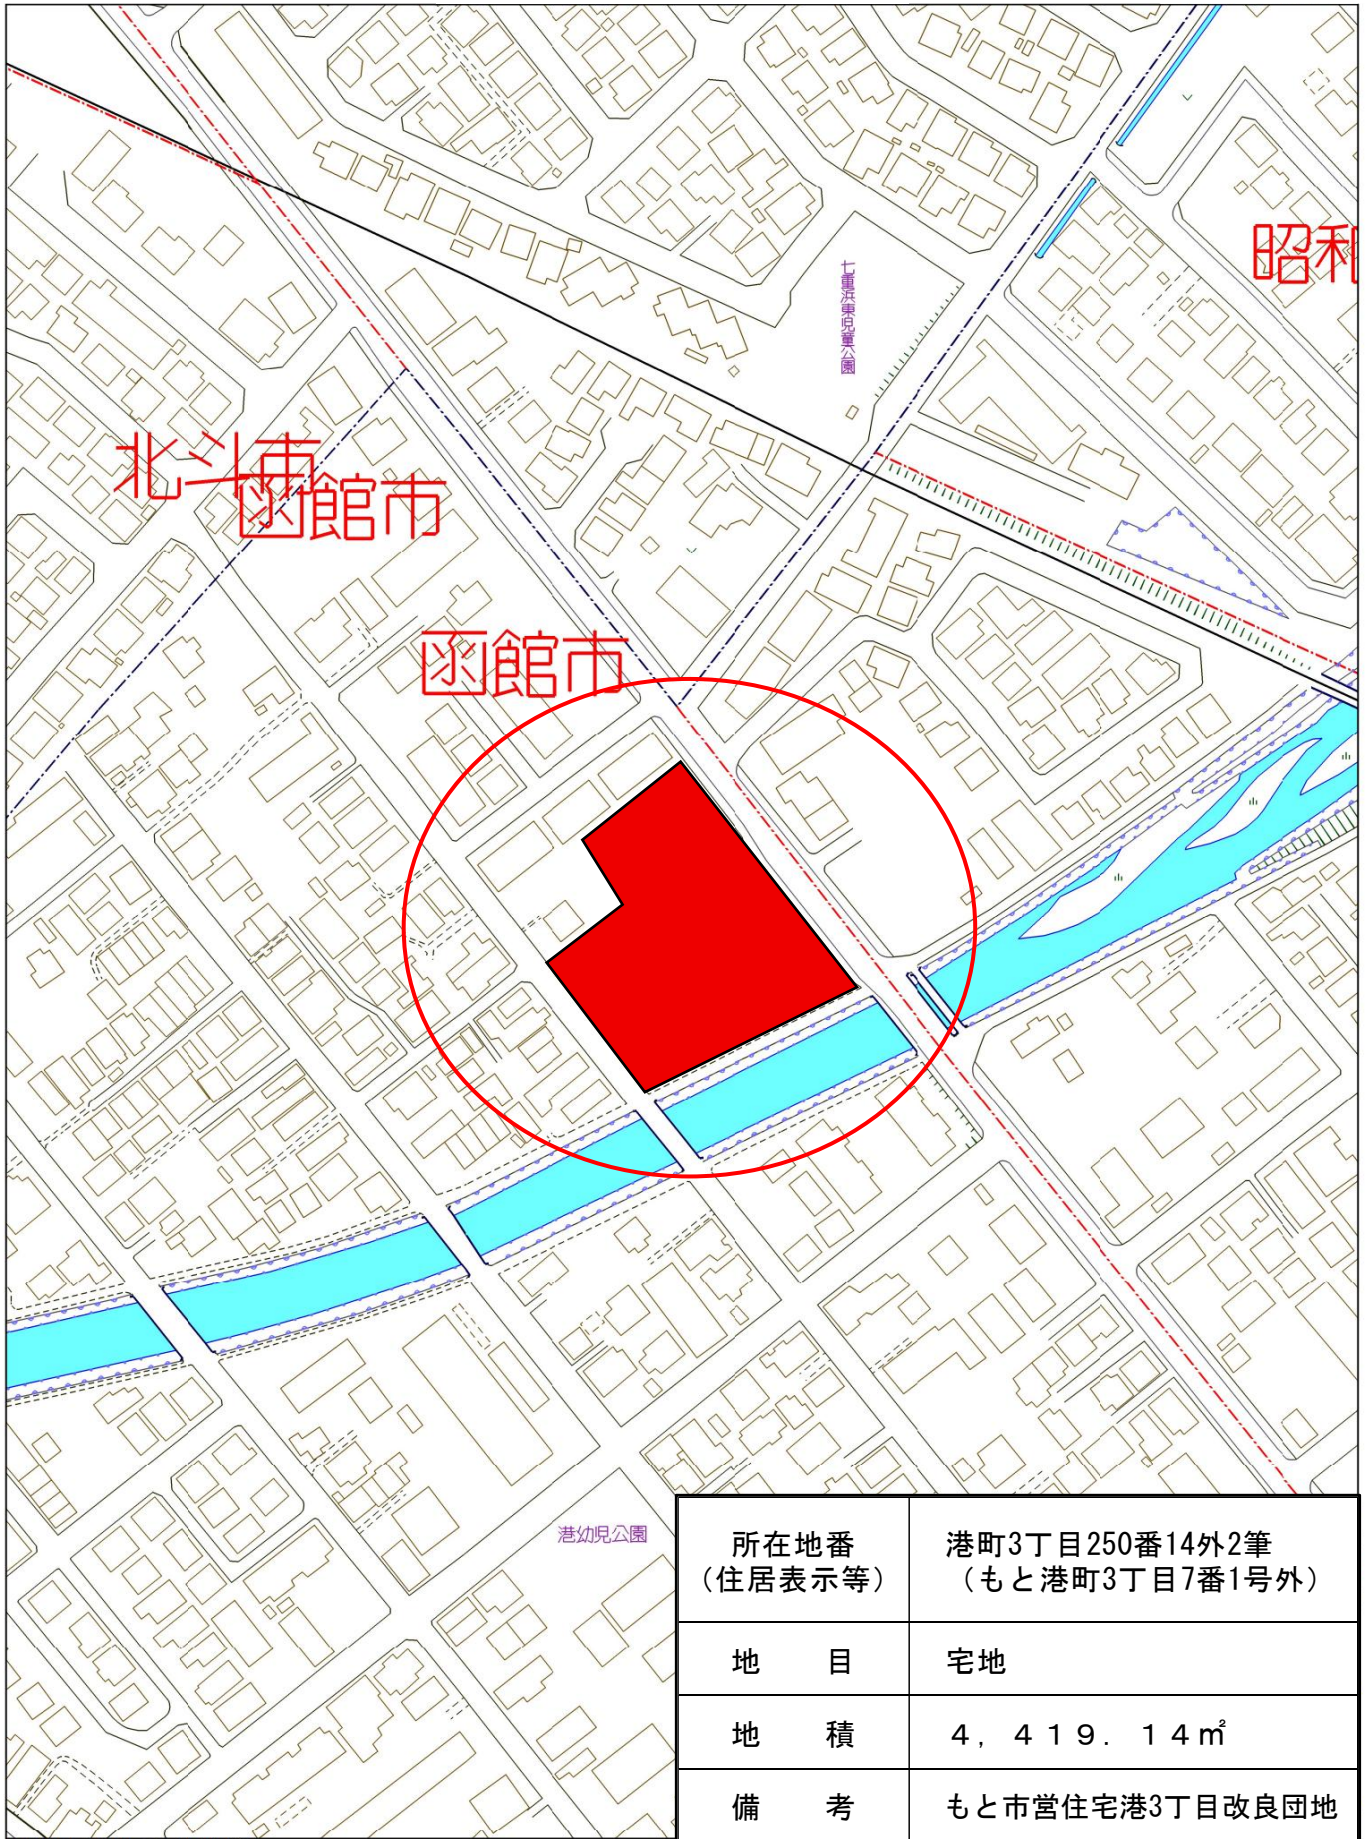 昭和
七重浜東児童公園
北斗市
函館市
函館市
港幼児公園
所在地番
(住居表示等)
港町3丁目250番14外2筆
(もと港町3丁目7番1号外)
地 目
宅地
地 積
４，４１９．１４㎡
備 考
もと市営住宅港3丁目改良団地